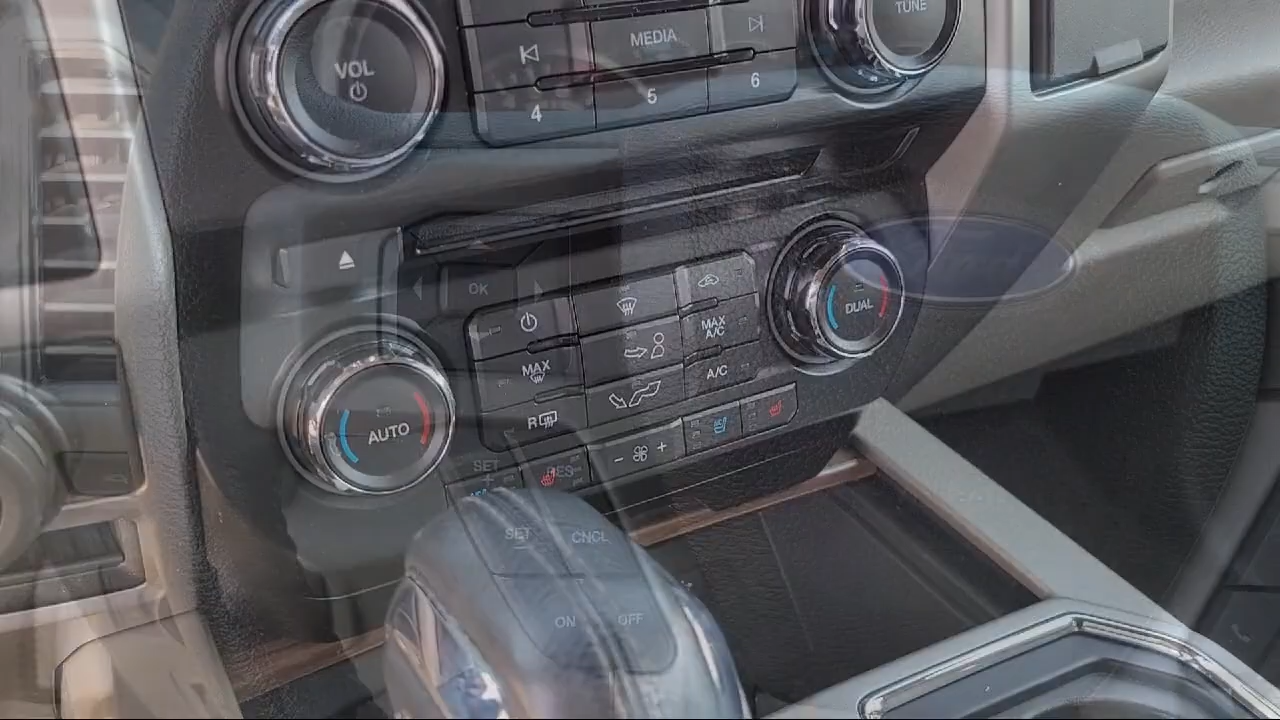 VOL
TUNE
MEDIA
4
5
6
OK
DUAL
MAX
A/C
MAX
A/C
R
AUTO
- +
SET
+
RES
SET
-
CNCL
ON
OFF